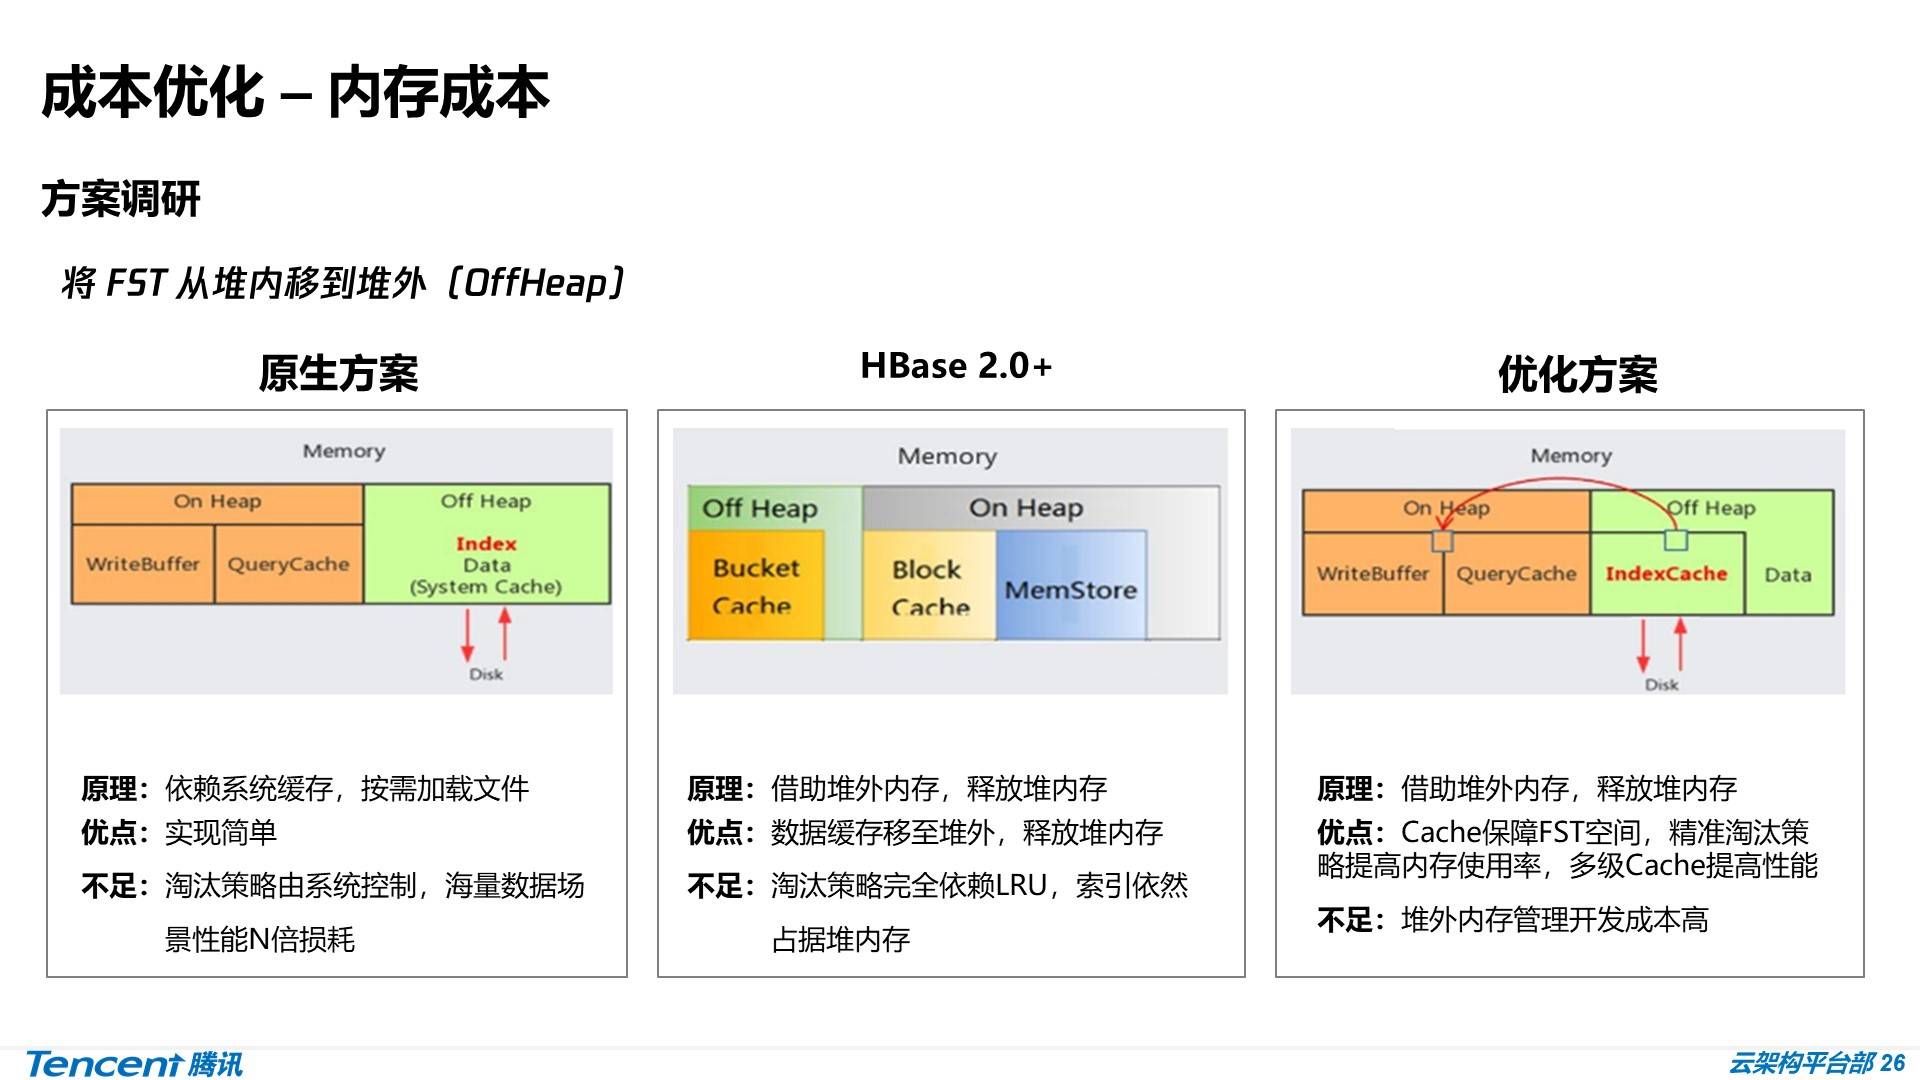 成本优化 – 内存成本
方案调研
将 FST 从堆内移到堆外（OffHeap）
原生方案
Memory
On Heap
Off Heap
WriteBuffer
QueryCache
Index
Data
(System Cache)
Disk
原理：依赖系统缓存，按需加载文件
优点：实现简单
不足：淘汰策略由系统控制，海量数据场
景性能N倍损耗
HBase 2.0+
Memory
Off Heap
On Heap
Bucket
Cache
Block
Cache
MemStore
原理：借助堆外内存，释放堆内存
优点：数据缓存移至堆外，释放堆内存
不足：淘汰策略完全依赖LRU，索引依然
占据堆内存
优化方案
Memory
On Heap
Off Heap
WriteBuffer
QueryCache
IndexCache
Data
Disk
原理：借助堆外内存，释放堆内存
优点：Cache保障FST空间，精准淘汰策
略提高内存使用率，多级Cache提高性能
不足：堆外内存管理开发成本高
Tencent 腾讯
云架构平台部 26